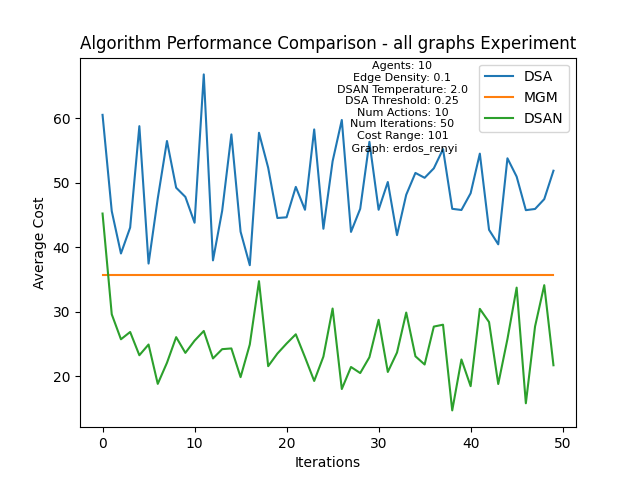 Algorithm Performance Comparison - all graphs Experiment
Agents: 10
Edge Density: 0.1
DSAN Temperature: 2.0
DSA Threshold: 0.25
Num Actions: 10
Num Iterations: 50
Cost Range: 101
Graph: erdos_renyi
DSA
MGM
DSAN
Average Cost
60
50
40
30
20
0
10
20
30
40
50
Iterations